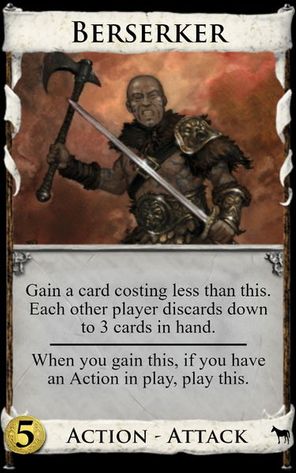 BERSERKER
Gain a card costing less than this.
Each other player discards down
to 3 cards in hand.
When you gain this, if you have
an Action in play, play this.
5
ACTION - ATTACK